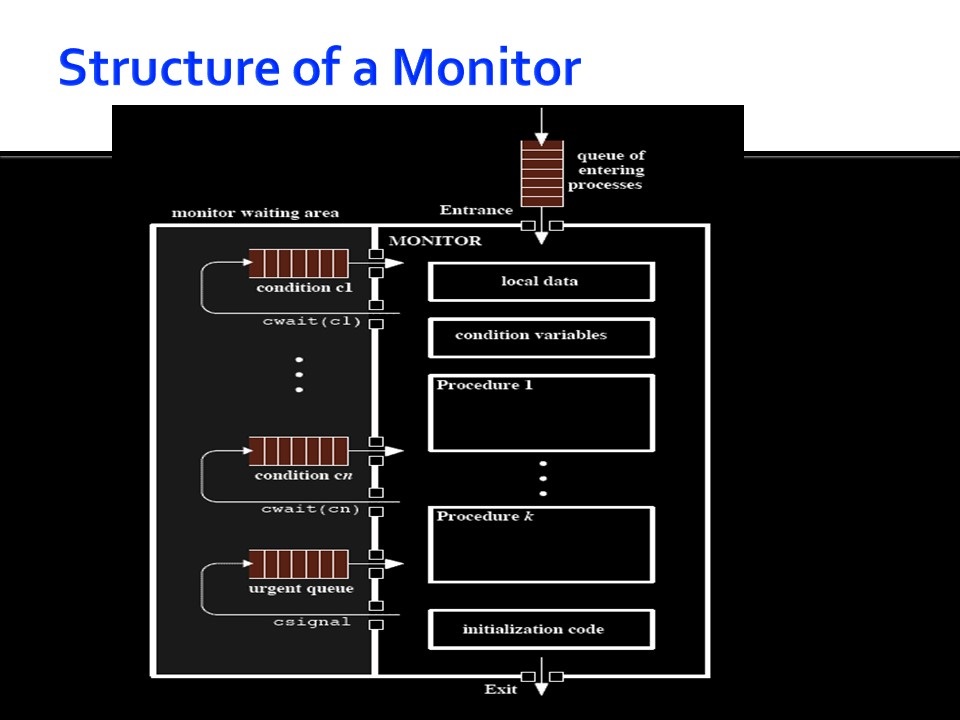 Structure of a Monitor
queue of
entering
processes
Entrance
monitor waiting area
MONITOR
condition c1
cwait(c1)
local data
condition variables
Procedure 1
condition cn
cwait(cn)
Procedure k
urgent queue
csignal
initialization code
Exit